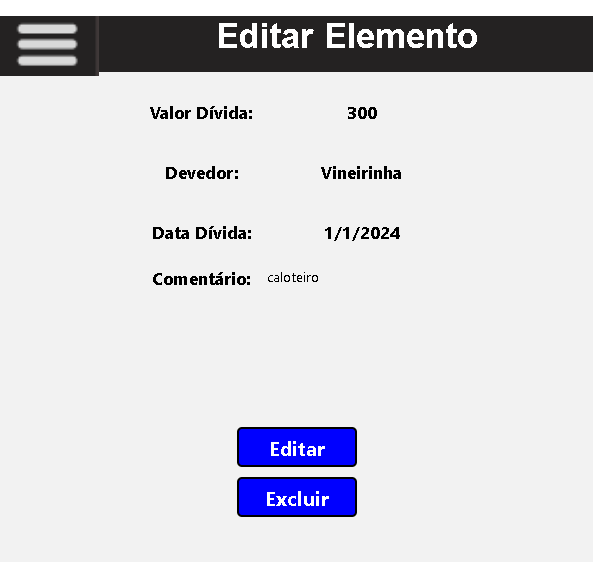 Editar Elemento
Valor Dívida: 300
Devedor: Vineirinha
Data Dívida: 1/1/2024
Comentário: caloteiro
Editar
Excluir